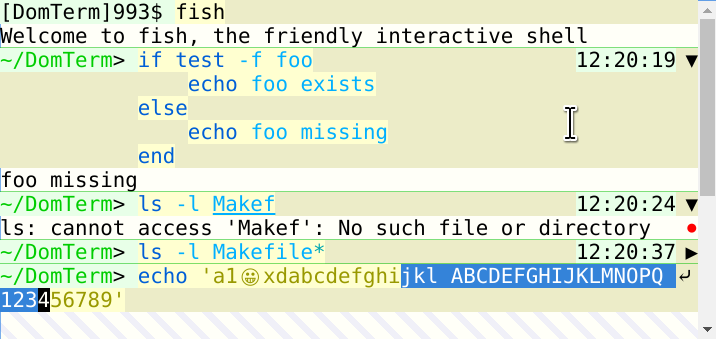 [DomTerm]993$ fish
Welcome to fish, the friendly interactive shell
~/DomTerm> if test -f foo 12:20:19 ▼
echo foo exists
else
echo foo missing
end
foo missing
~/DomTerm> ls -l Makef 12:20:24 ▼
ls: cannot access 'Makef': No such file or directory
~/DomTerm> ls -l Makefile* 12:20:37 ▶
~/DomTerm> echo 'a1😀xdabcdefghijkl ABCDEFGHIJKLMNOPQ ⤶
123456789'